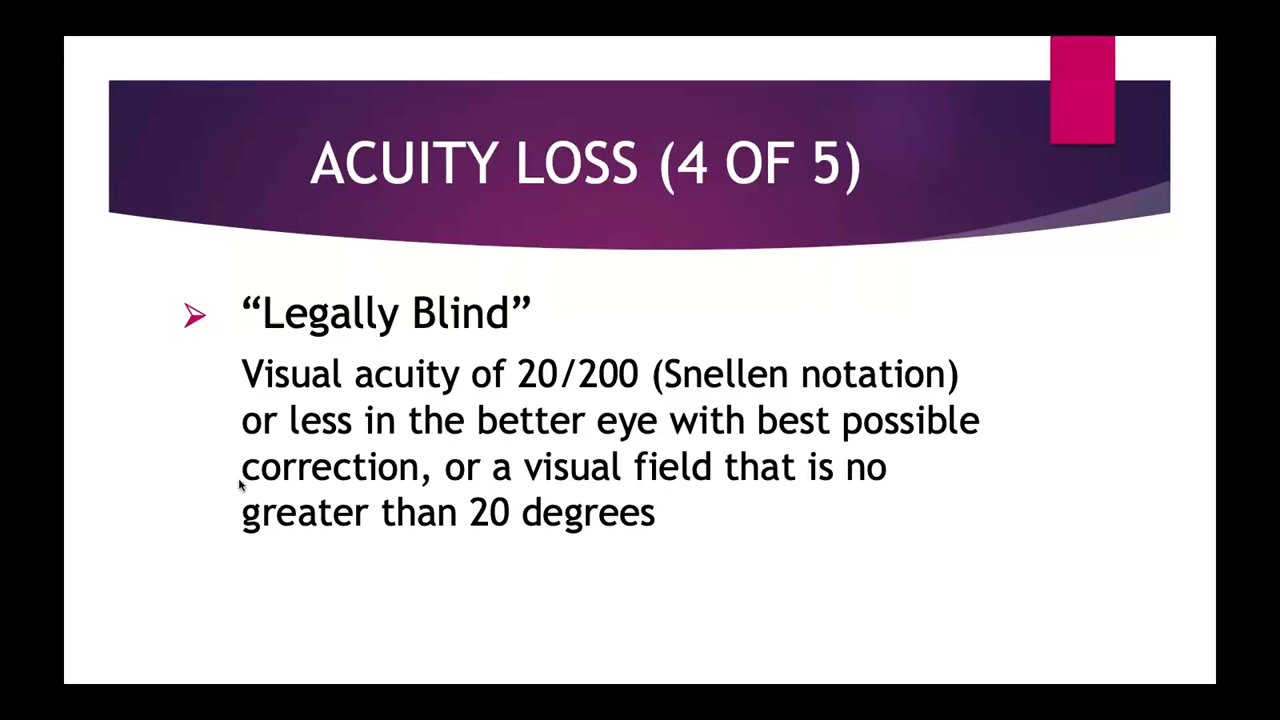 ACUITY LOSS (4 OF 5)
“Legally Blind”
Visual acuity of 20/200 (Snellen notation)
or less in the better eye with best possible
correction, or a visual field that is no
greater than 20 degrees